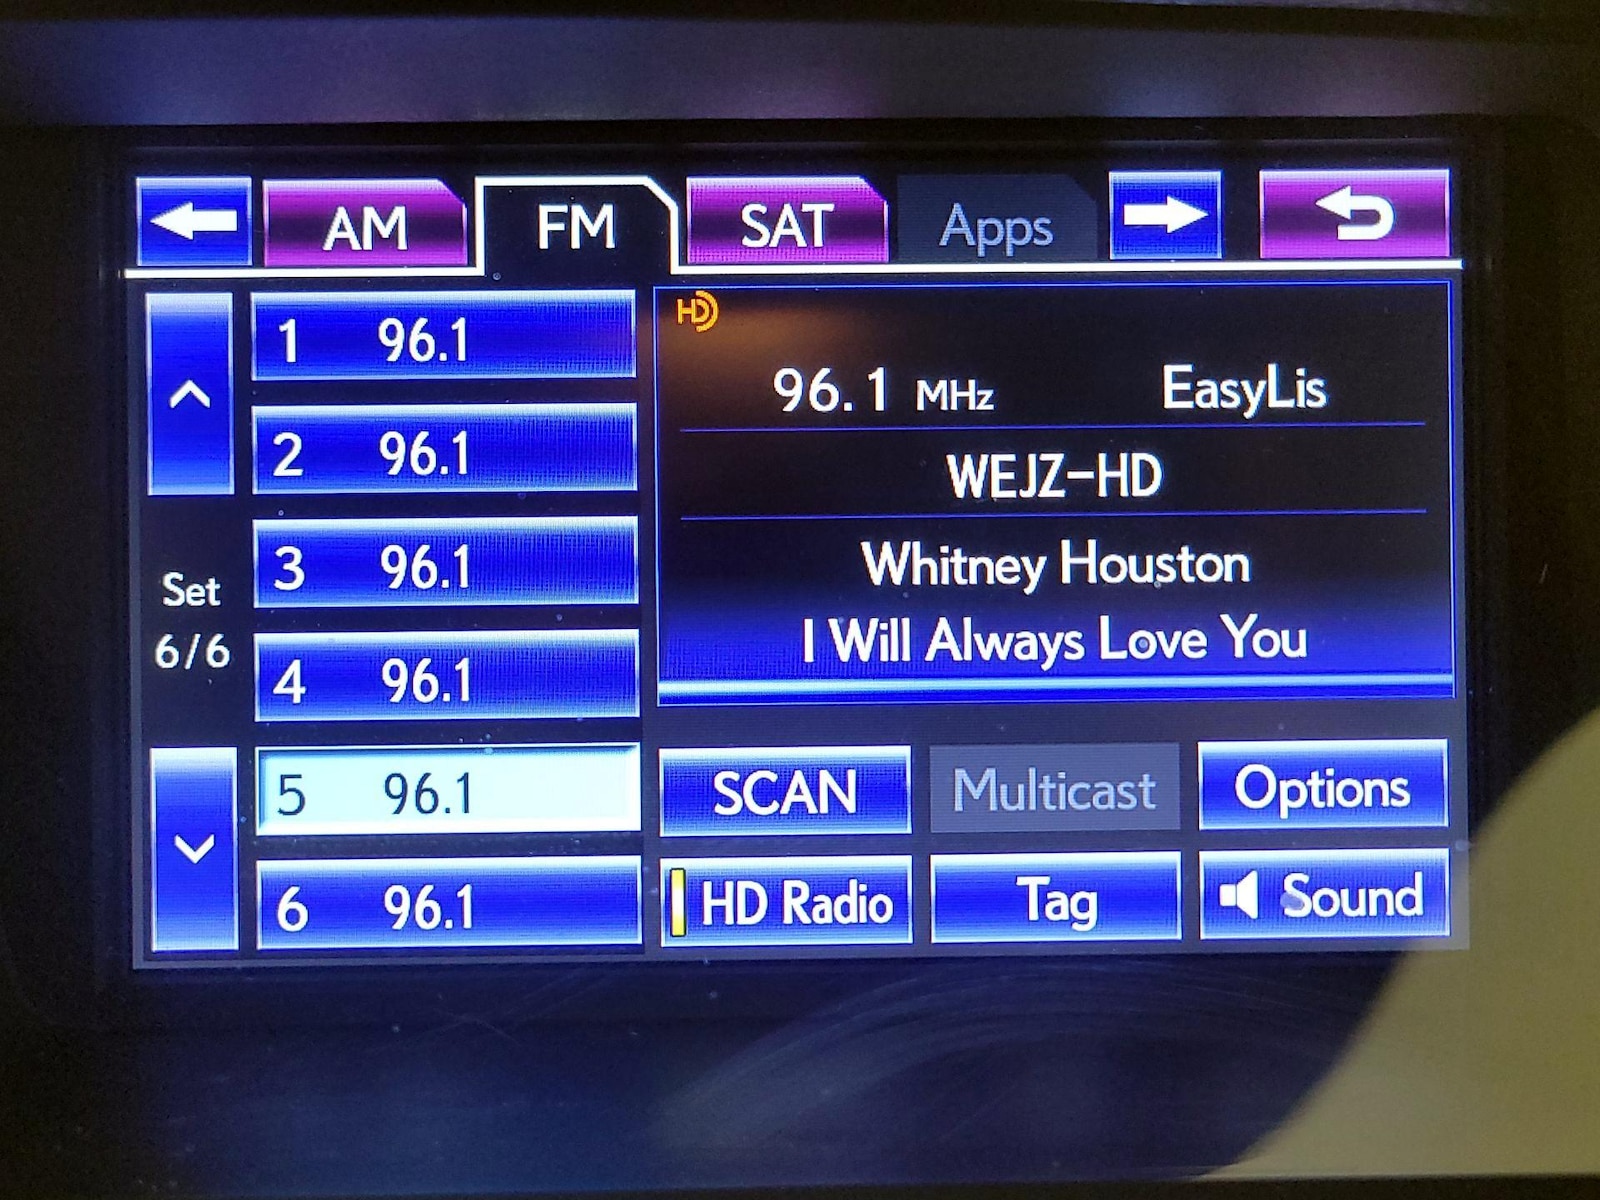 AM FM SAT Apps
1 96.1
2 96.1
3 96.1
4 96.1
5 96.1
6 96.1
Set
6/6
HD
96.1 MHz EasyLis
WEJZ-HD
Whitney Houston
I Will Always Love You
SCAN Multicast Options
HD Radio Tag Sound